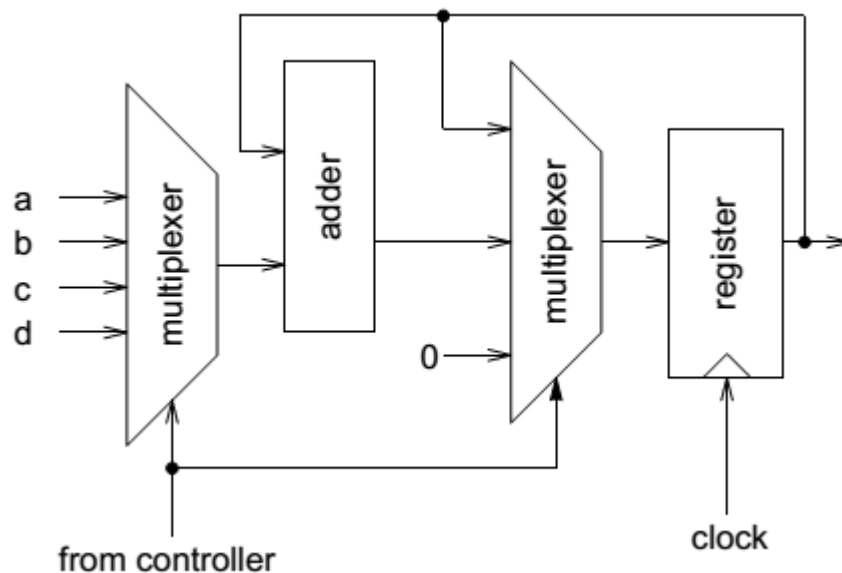 a
b
c
d
multiplexer
adder
0
multiplexer
register
from controller
clock